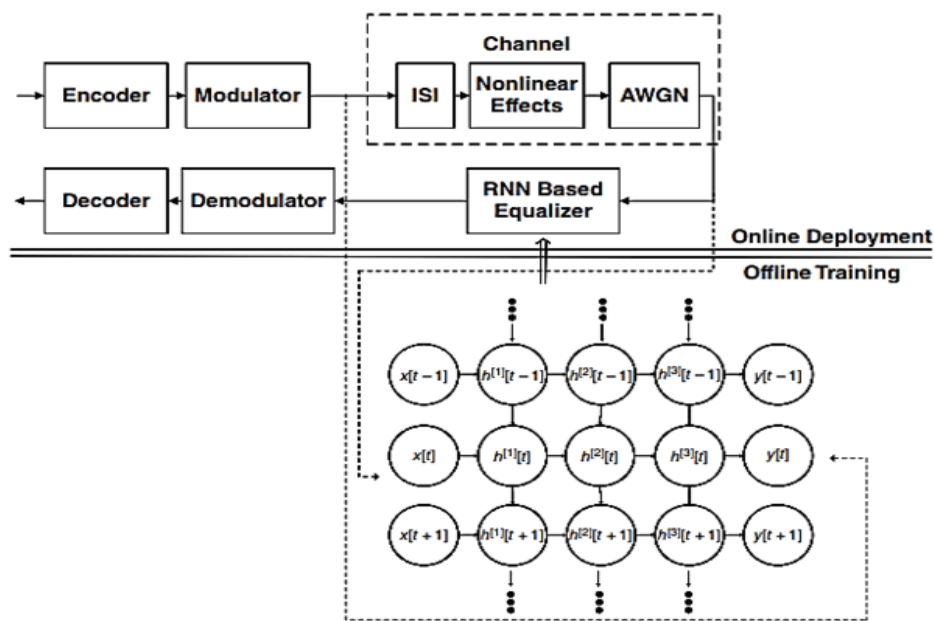 Channel
Encoder
Modulator
ISI
Nonlinear
Effects
AWGN
Decoder
Demodulator
RNN Based
Equalizer
Online Deployment
Offline Training
x[t − 1]
h[1][t − 1]
h[2][t − 1]
h[3][t − 1]
y[t − 1]
x[t]
h[1][t]
h[2][t]
h[3][t]
y[t]
x[t + 1]
h[1][t + 1]
h[2][t + 1]
h[3][t + 1]
y[t + 1]